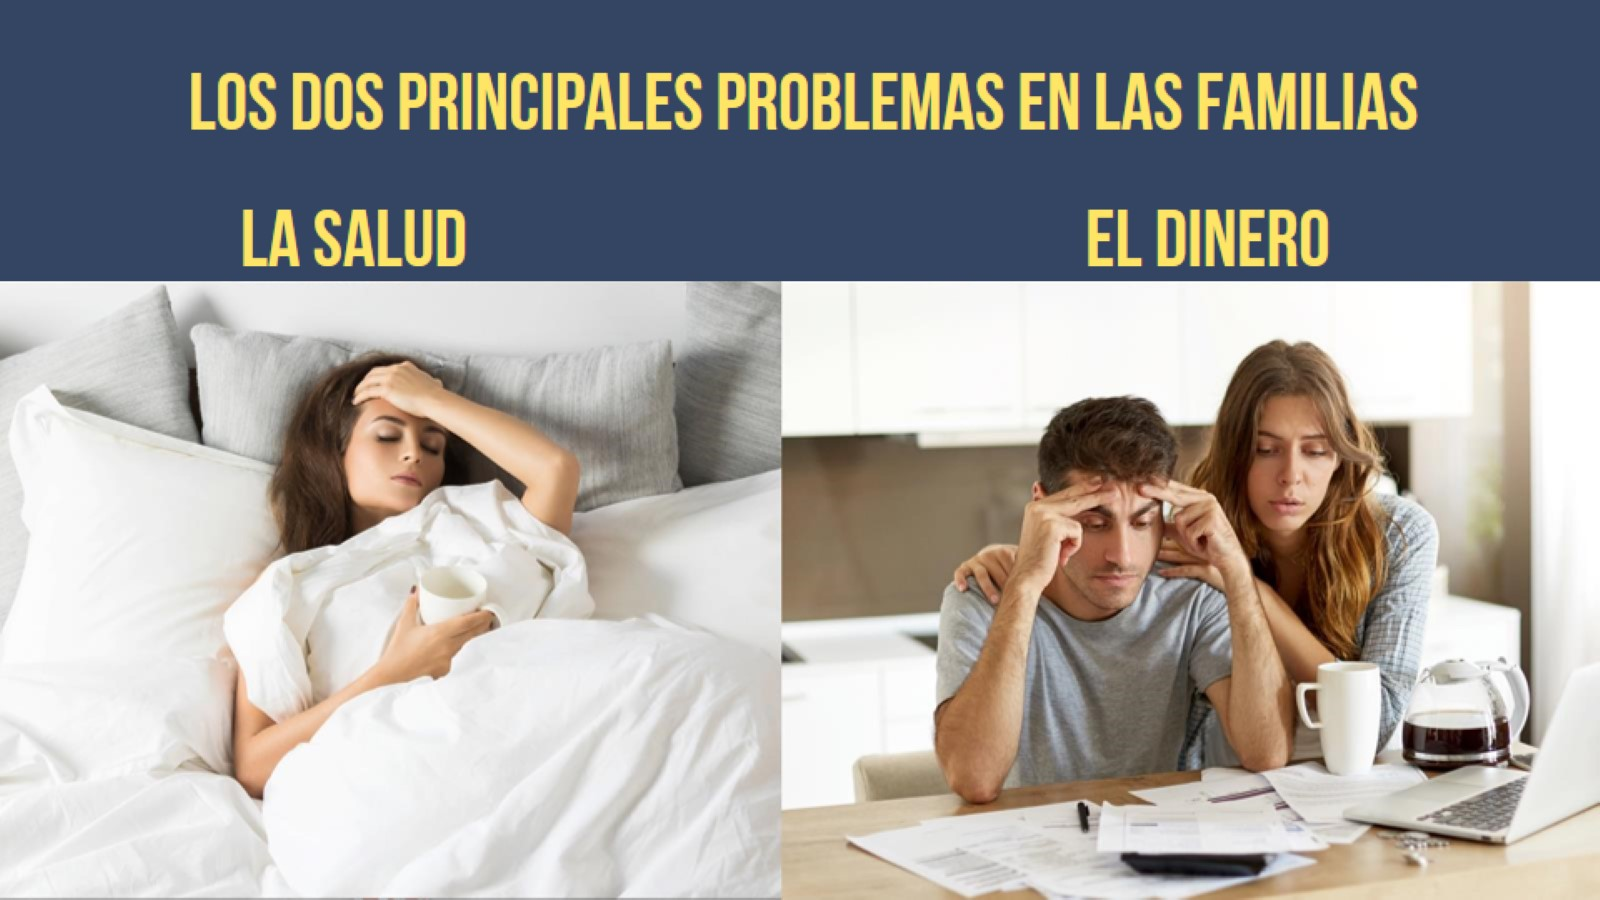 LOS DOS PRINCIPALES PROBLEMAS EN LAS FAMILIAS
LA SALUD
EL DINERO